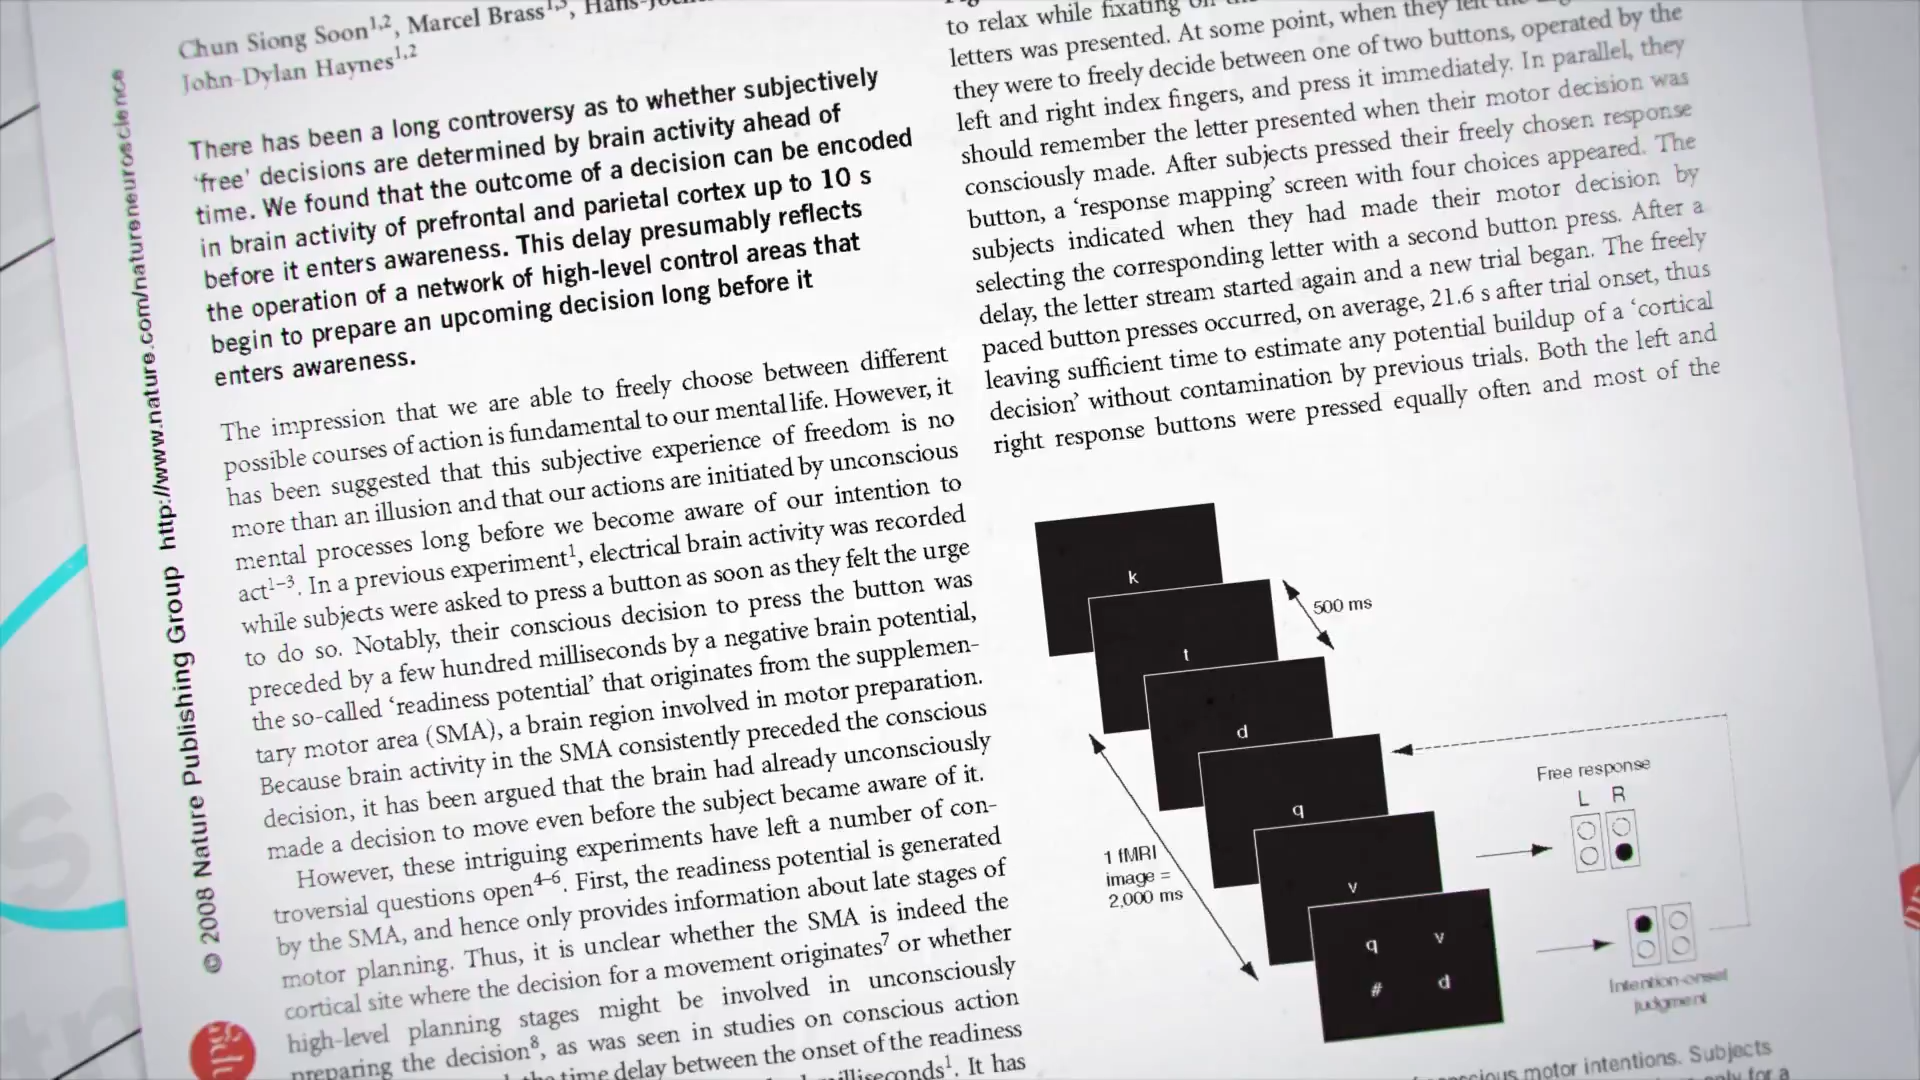 Chun Siong Soon1,2, Marcel Brass1,3,
John-Dylan Haynes1,2
There has been a long controversy as to whether subjectively
'free' decisions are determined by brain activity ahead of
time. We found that the outcome of a decision can be encoded
in brain activity of prefrontal and parietal cortex up to 10 s
before it enters awareness. This delay presumably reflects
the operation of a network of high-level control areas that
begin to prepare an upcoming decision long before it
enters awareness.
The impression that we are able to freely choose between different
possible courses of action is fundamental to our mental life. However, it
has been suggested that this subjective experience of freedom is no
more than an illusion and that our actions are initiated by unconscious
mental processes long before we become aware of our intention to
act1–3. In a previous experiment1, electrical brain activity was recorded
while subjects were asked to press a button as soon as they felt the urge
to do so. Notably, their conscious decision to press the button was
preceded by a few hundred milliseconds by a negative brain potential,
the so-called 'readiness potential' that originates from the supplemen-
tary motor area (SMA), a brain region involved in motor preparation.
Because brain activity in the SMA consistently preceded the conscious
decision, it has been argued that the brain had already unconsciously
made a decision to move even before the subject became aware of it.
However, these intriguing experiments have left a number of con-
troversial questions open4–6. First, the readiness potential is generated
by the SMA, and hence only provides information about late stages of
motor planning. Thus, it is unclear whether the SMA is indeed the
cortical site where the decision for a movement originates7 or whether
high-level planning stages might be involved in unconsciously
preparing the decision8, as was seen in studies on conscious action
time delay between the onset of the readiness
milliseconds1. It has
to relax while fixating on
letters was presented. At some point, when they felt the
they were to freely decide between one of two buttons, operated by the
left and right index fingers, and press it immediately. In parallel, they
should remember the letter presented when their motor decision was
consciously made. After subjects pressed their freely chosen response
button, a 'response mapping' screen with four choices appeared. The
subjects indicated when they had made their motor decision by
selecting the corresponding letter with a second button press. After a
delay, the letter stream started again and a new trial began. The freely
paced button presses occurred, on average, 21.6 s after trial onset, thus
leaving sufficient time to estimate any potential buildup of a 'cortical
decision' without contamination by previous trials. Both the left and
right response buttons were pressed equally often and most of the
k
t
d
q
v
q v
# d
500 ms
1 fMRI
image =
2,000 ms
Free response
L R
Intention-onset
judgment
conscious motor intentions. Subjects
only for a
© 2008 Nature Publishing Group http://www.nature.com/natureneuroscience